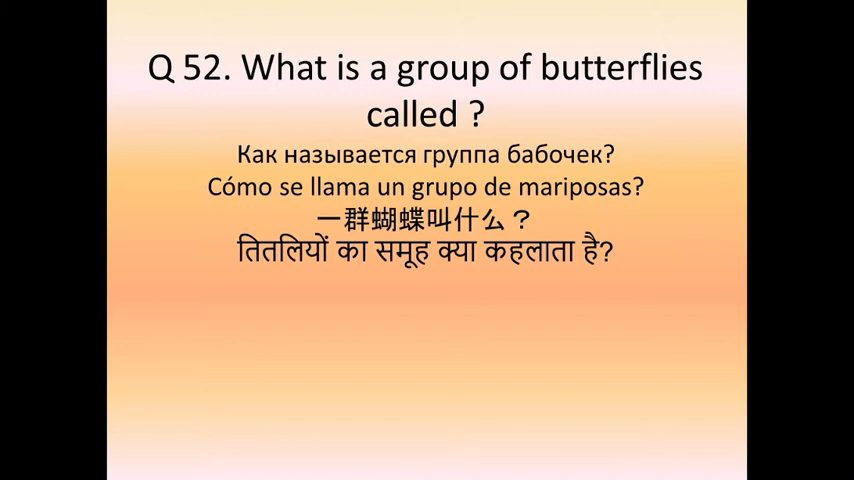 Q 52. What is a group of butterflies
called ?
Как называется группа бабочек?
Cómo se llama un grupo de mariposas?
一群蝴蝶叫什么？
तितलियों का समूह क्या कहलाता है?